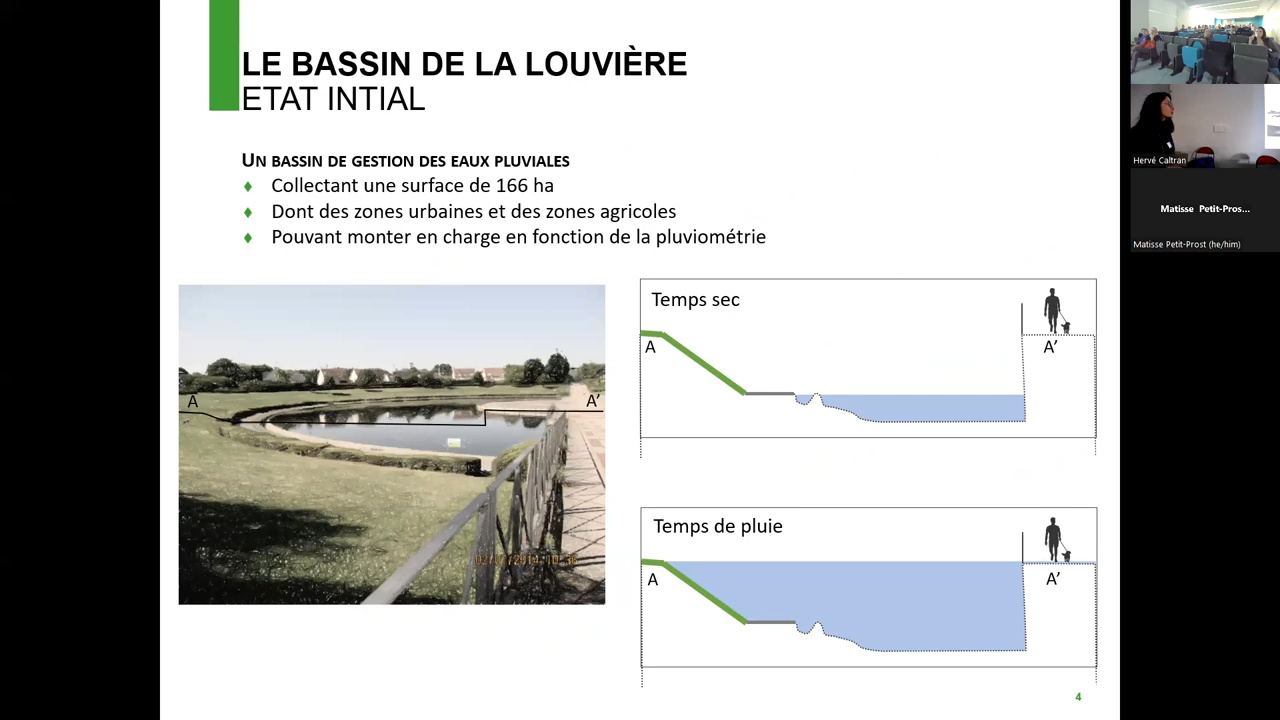 LE BASSIN DE LA LOUVIÈRE
ETAT INTIAL
UN BASSIN DE GESTION DES EAUX PLUVIALES
Collectant une surface de 166 ha
Dont des zones urbaines et des zones agricoles
Pouvant monter en charge en fonction de la pluviométrie
A
A'
Temps sec
A
A'
Temps de pluie
A
A'
4
Hervé Caltran
Matisse Petit-Pros...
Matisse Petit-Prost (he/him)